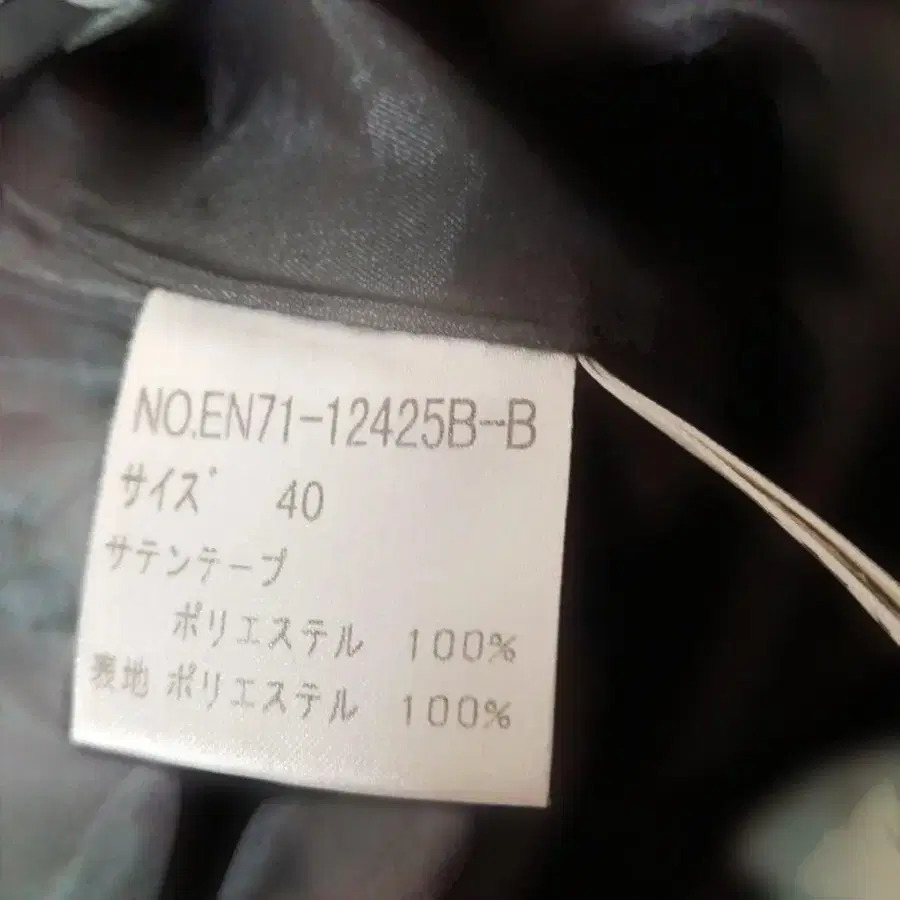 NO.EN71-12425B-B
サイズ 40
サテンテープ
ポリエステル 100%
表地 ポリエステル 100%